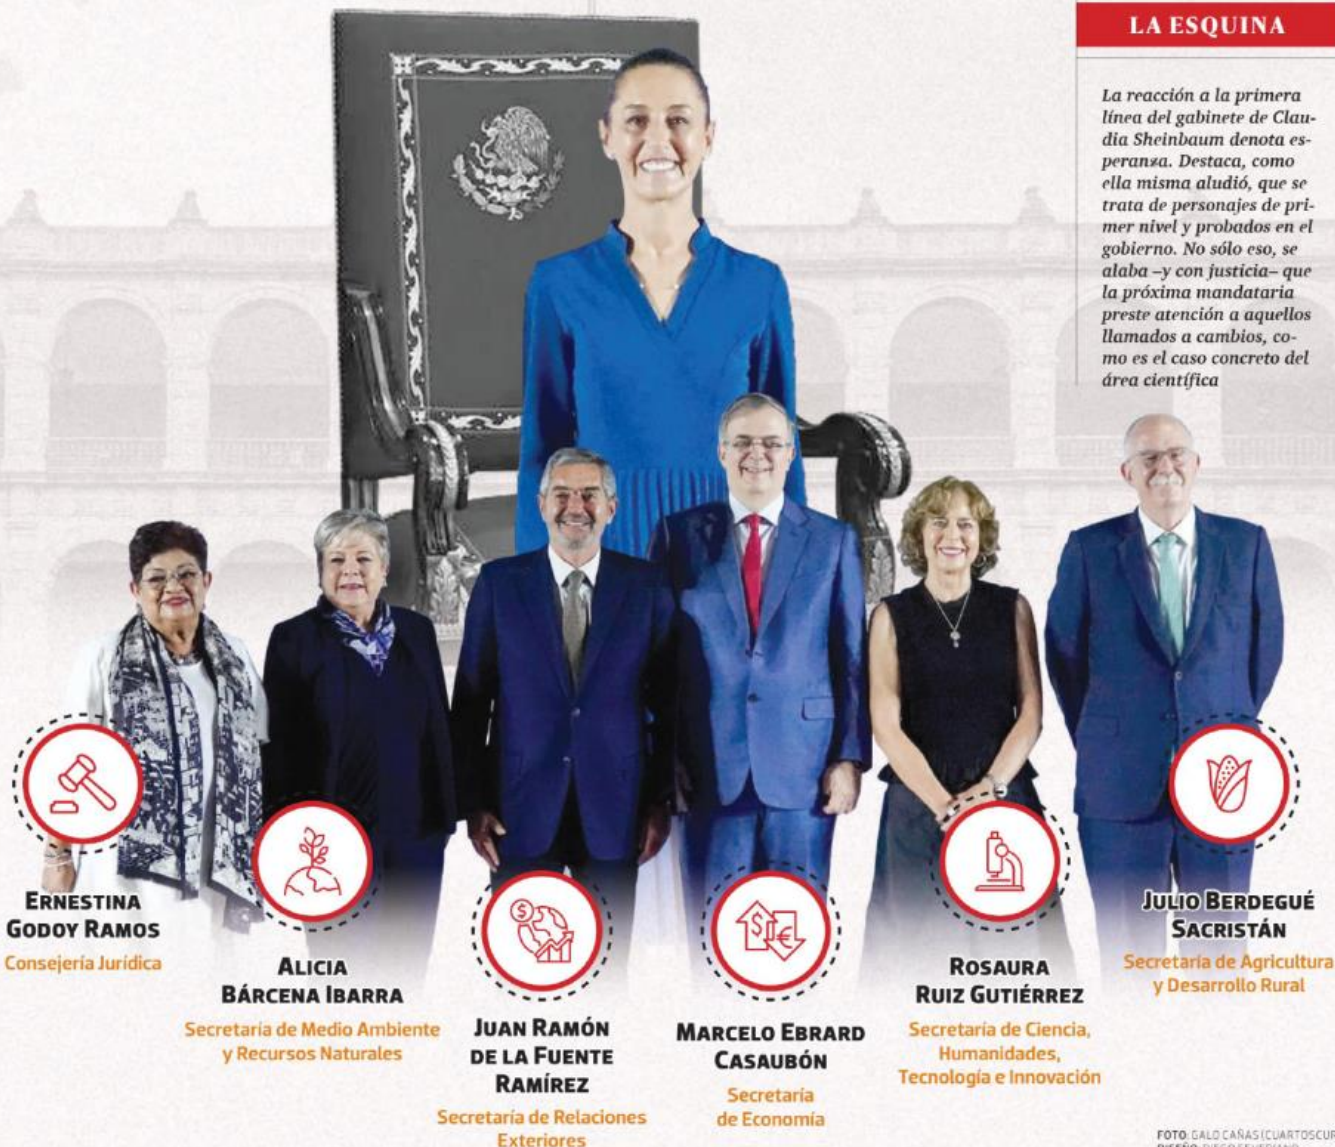 LA ESQUINA
La reacción a la primera
línea del gabinete de Clau-
dia Sheinbaum denota es-
peranza. Destaca, como
ella misma aludió, que se
trata de personajes de pri-
mer nivel y probados en el
gobierno. No sólo eso, se
alaba –y con justicia– que
la próxima mandataria
preste atención a aquellos
llamados a cambios, co-
mo es el caso concreto del
área científica
ERNESTINA
GODOY RAMOS
Consejería Jurídica
ALICIA
BÁRCENA IBARRA
Secretaría de Medio Ambiente
y Recursos Naturales
JUAN RAMÓN
DE LA FUENTE
RAMÍREZ
Secretaría de Relaciones
Exteriores
MARCELO EBRARD
CASAUBÓN
Secretaría
de Economía
ROSAURA
RUIZ GUTIÉRREZ
Secretaría de Ciencia,
Humanidades,
Tecnología e Innovación
JULIO BERDEGUÉ
SACRISTÁN
Secretaría de Agricultura
y Desarrollo Rural
FOTO: GALO CAÑAS